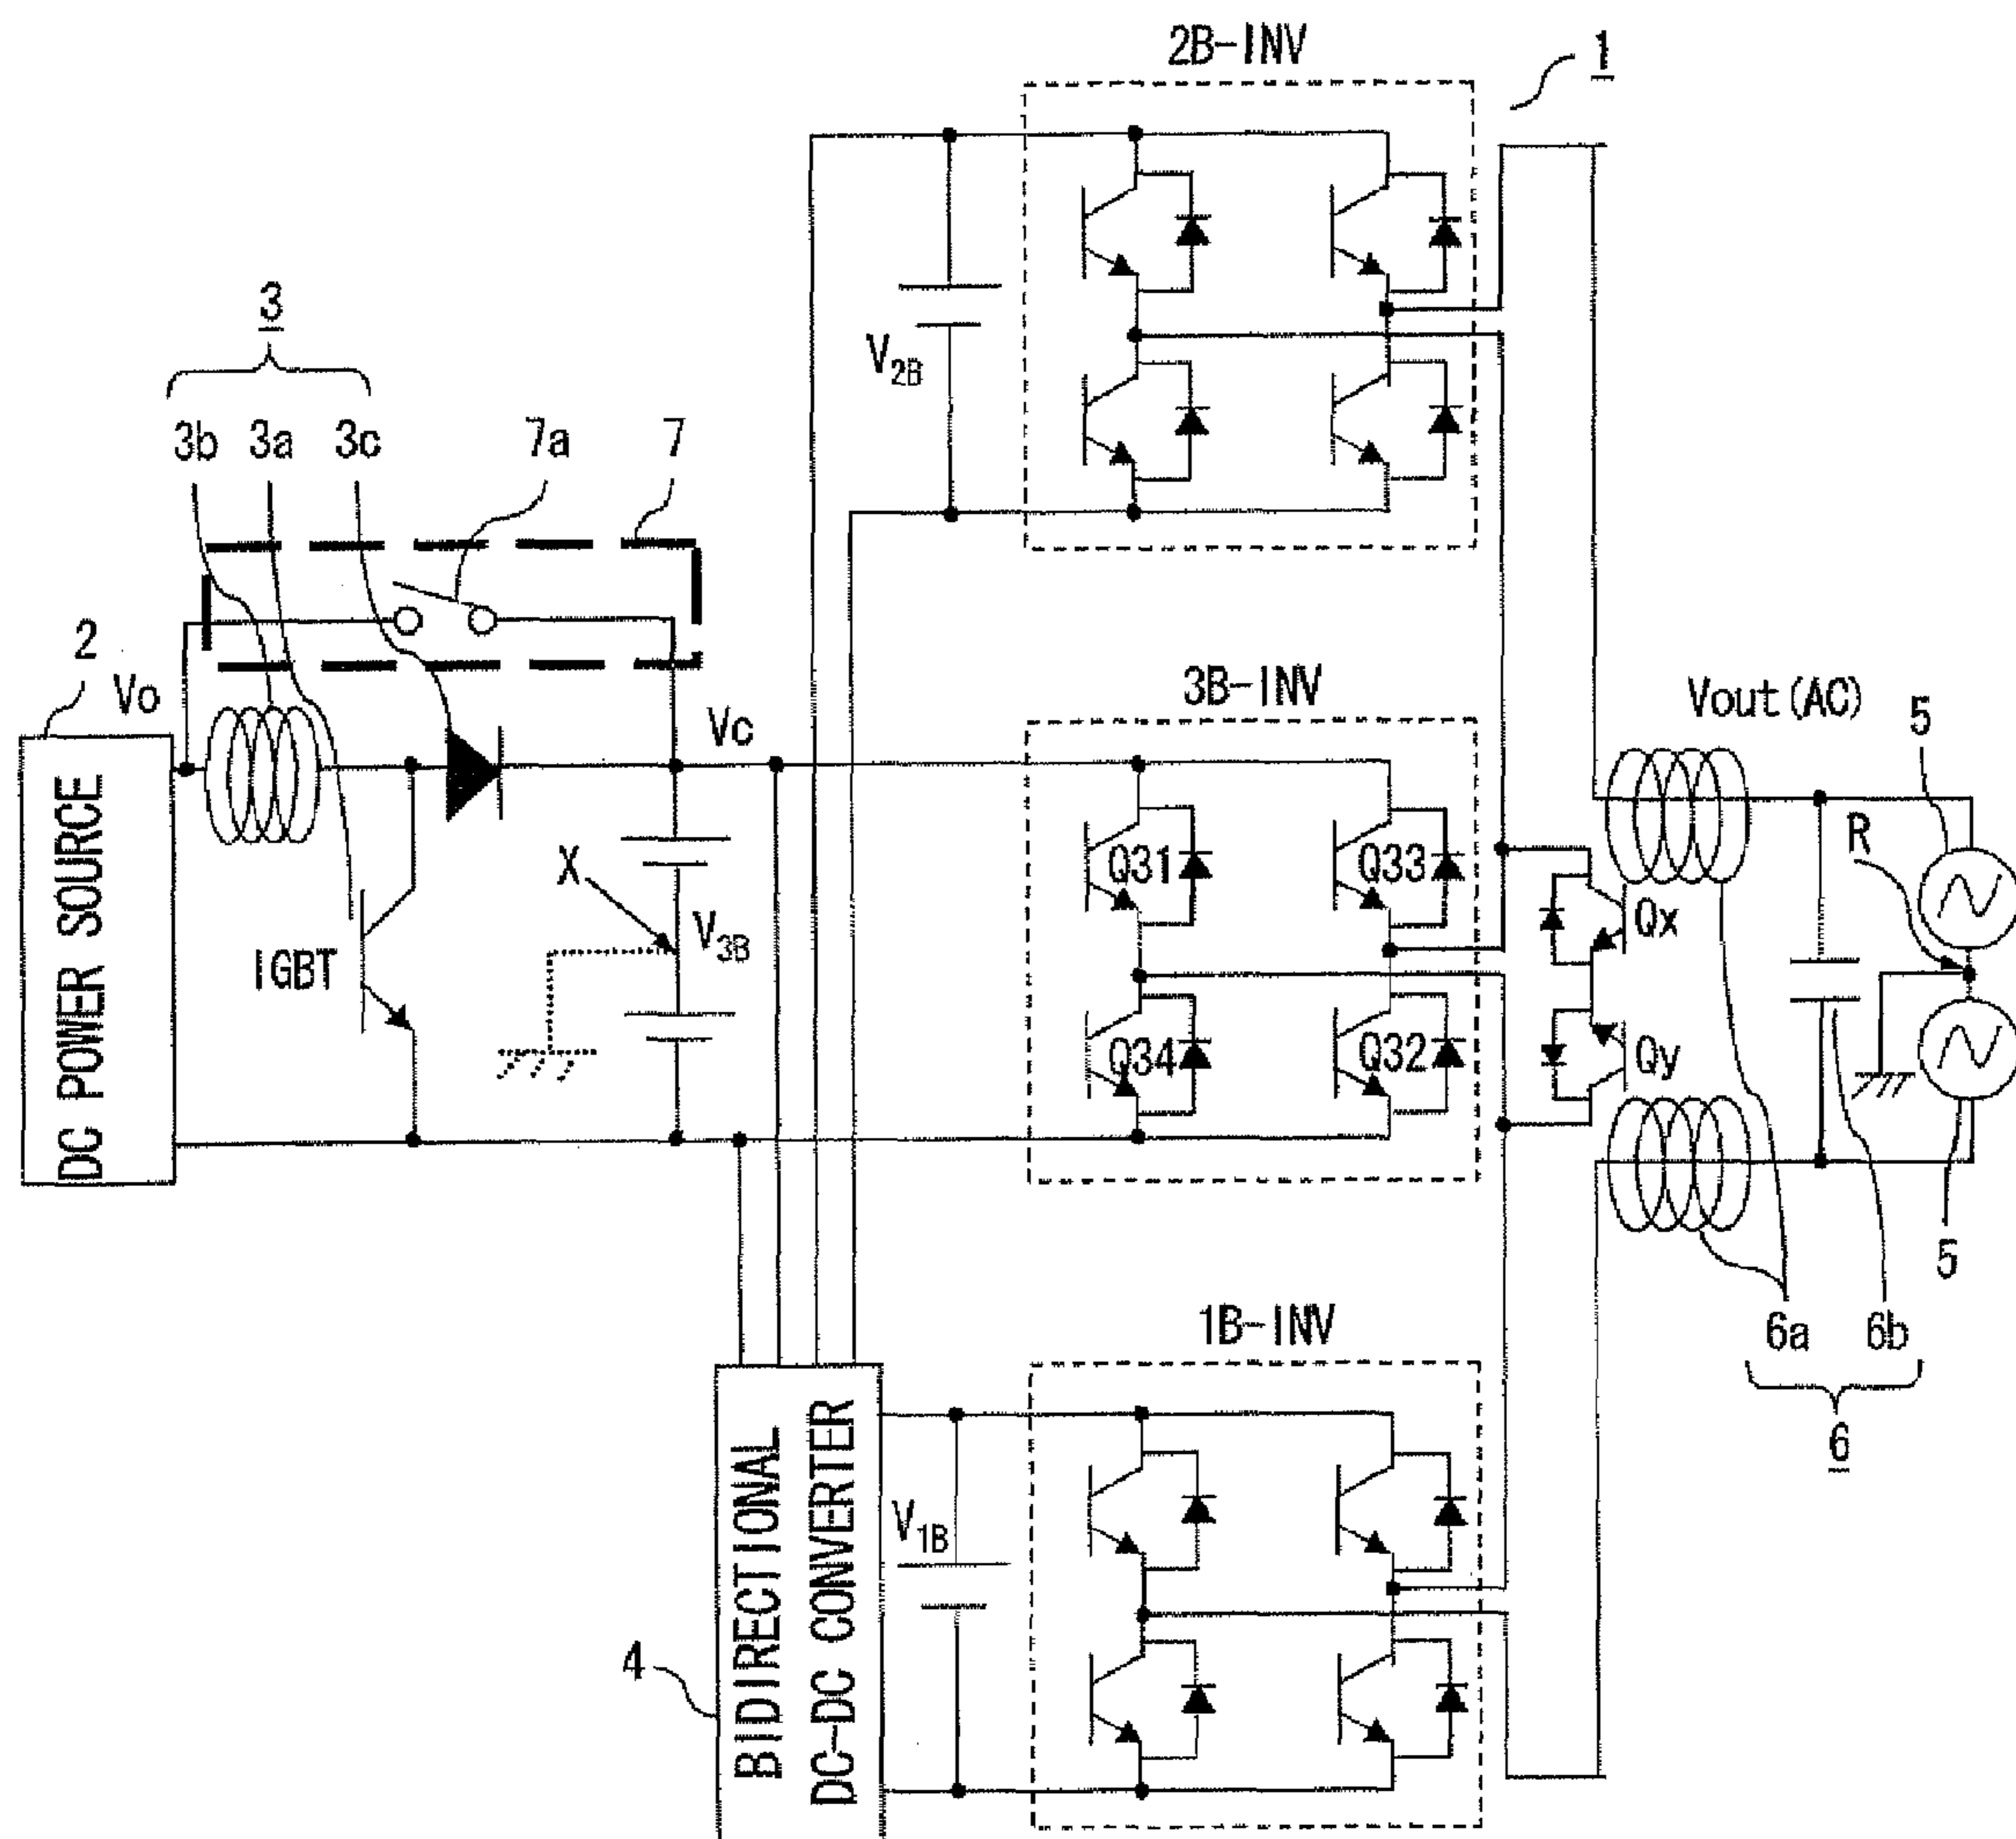 2B-INV
1
3
3b 3a 3c 7a 7
V2B
2
Vo
Vc
3B-INV
Vout(AC)
5
R
DC POWER SOURCE
X
V3B
IGBT
Q31
Q33
Q34
Q32
Qx
Qy
5
6a 6b
6
1B-INV
V1B
4
BIDIRECTIONAL
DC-DC CONVERTER